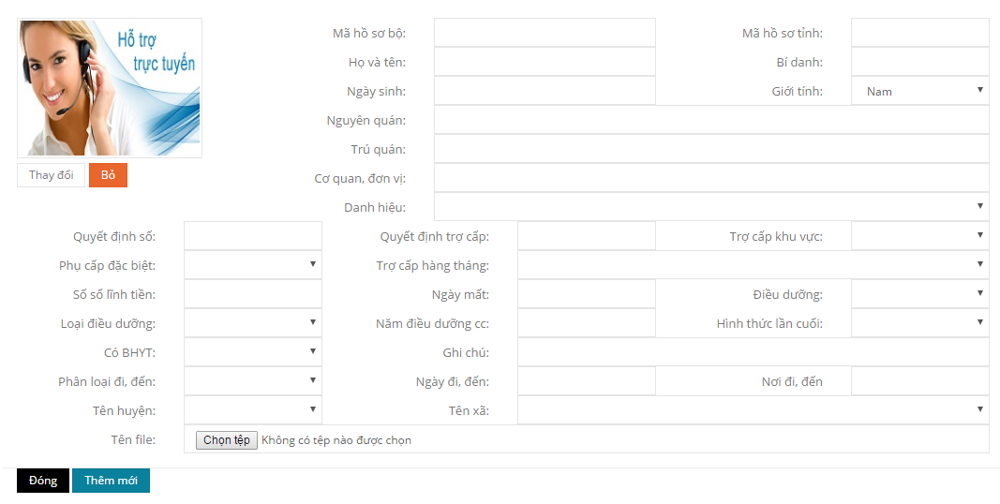 Hỗ trợ
trực tuyến
Thay đổi Bỏ
Mã hồ sơ bộ: Mã hồ sơ tỉnh:
Họ và tên: Bí danh:
Ngày sinh: Giới tính: Nam
Nguyên quán:
Trú quán:
Cơ quan, đơn vị:
Danh hiệu:
Quyết định số: Quyết định trợ cấp: Trợ cấp khu vực:
Phụ cấp đặc biệt: Trợ cấp hàng tháng:
Số sổ lĩnh tiền: Ngày mất: Điều dưỡng:
Loại điều dưỡng: Năm điều dưỡng cc: Hình thức lần cuối:
Có BHYT: Ghi chú:
Phân loại đi, đến: Ngày đi, đến: Nơi đi, đến
Tên huyện: Tên xã:
Tên file: Chọn tệp Không có tệp nào được chọn
Đóng Thêm mới